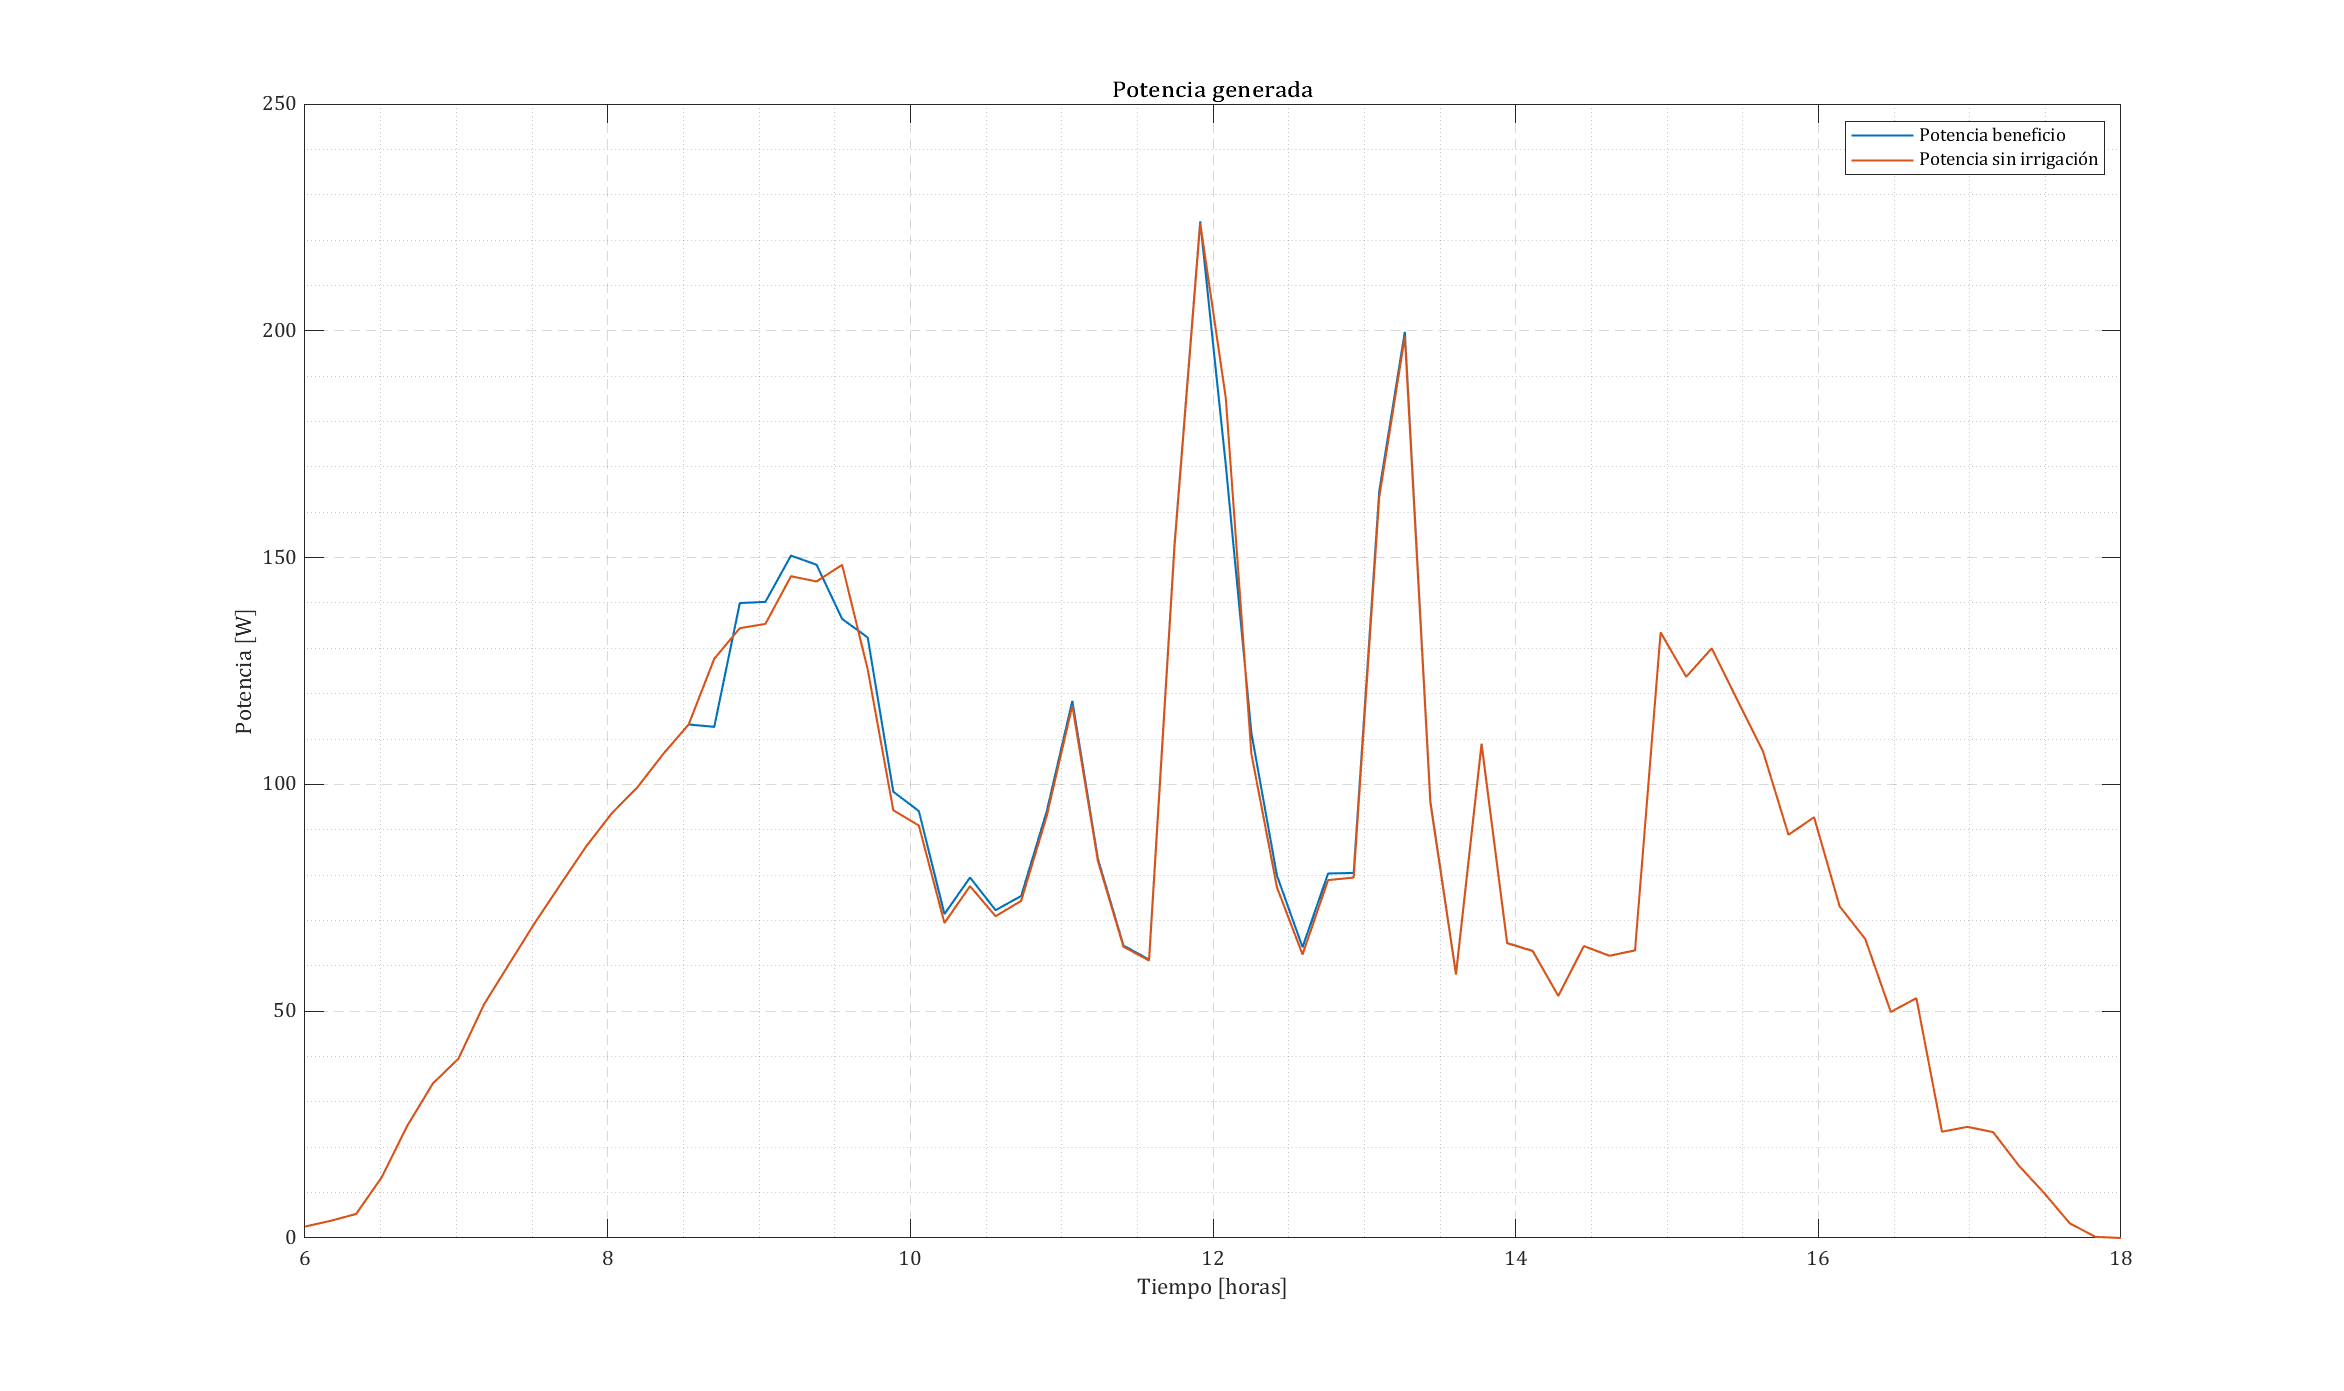 Potencia generada
250
200
150
100
50
0
Potencia [W]
Potencia beneficio
Potencia sin irrigación
6 8 10 12 14 16 18
Tiempo [horas]